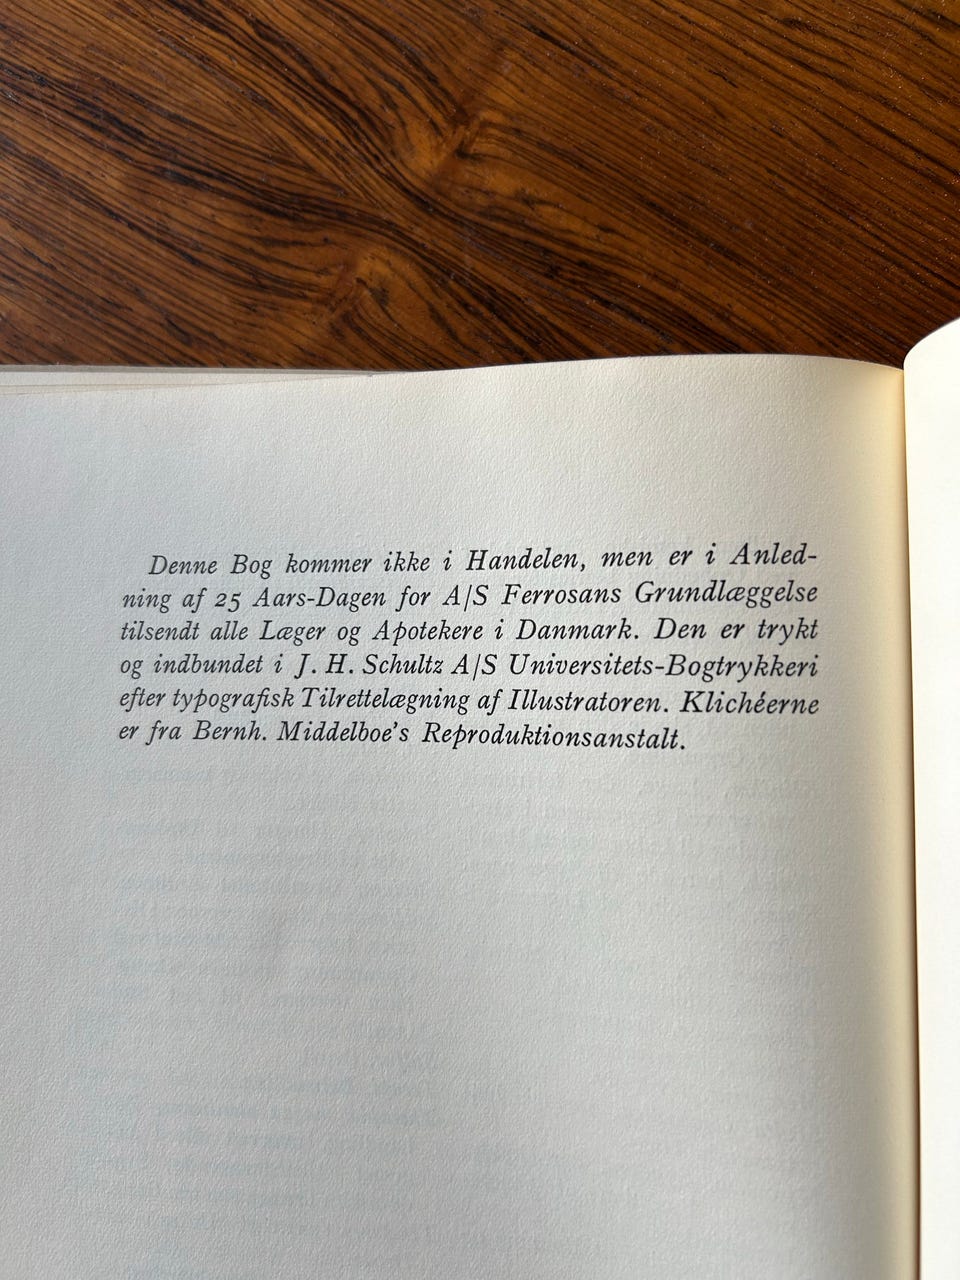 Denne Bog kommer ikke i Handelen, men er i Anled-
ning af 25 Aars-Dagen for A/S Ferrosans Grundlæggelse
tilsendt alle Læger og Apotekere i Danmark. Den er trykt
og indbundet i J. H. Schultz A/S Universitets-Bogtrykkeri
efter typografisk Tilrettelægning af Illustratoren. Klichéerne
er fra Bernh. Middelboe's Reproduktionsanstalt.